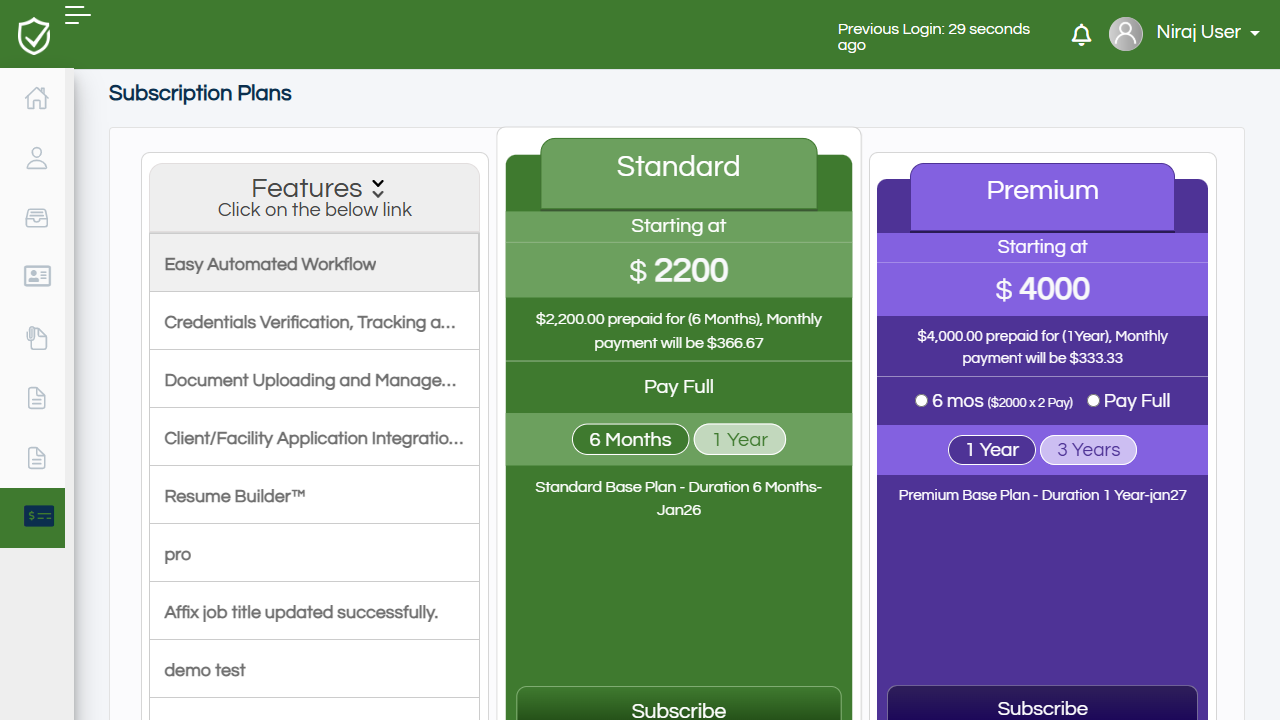 Previous Login: 29 seconds
ago
Niraj User
Subscription Plans
Features
Click on the below link
Easy Automated Workflow
Credentials Verification, Tracking a...
Document Uploading and Manage...
Client/Facility Application Integratio...
Resume Builder™
pro
Affix job title updated successfully.
demo test
Standard
Starting at
$ 2200
$2,200.00 prepaid for (6 Months), Monthly
payment will be $366.67
Pay Full
6 Months
1 Year
Standard Base Plan - Duration 6 Months-
Jan26
Subscribe
Premium
Starting at
$ 4000
$4,000.00 prepaid for (1Year), Monthly
payment will be $333.33
6 mos ($2000 x 2 Pay) Pay Full
1 Year
3 Years
Premium Base Plan - Duration 1 Year-jan27
Subscribe